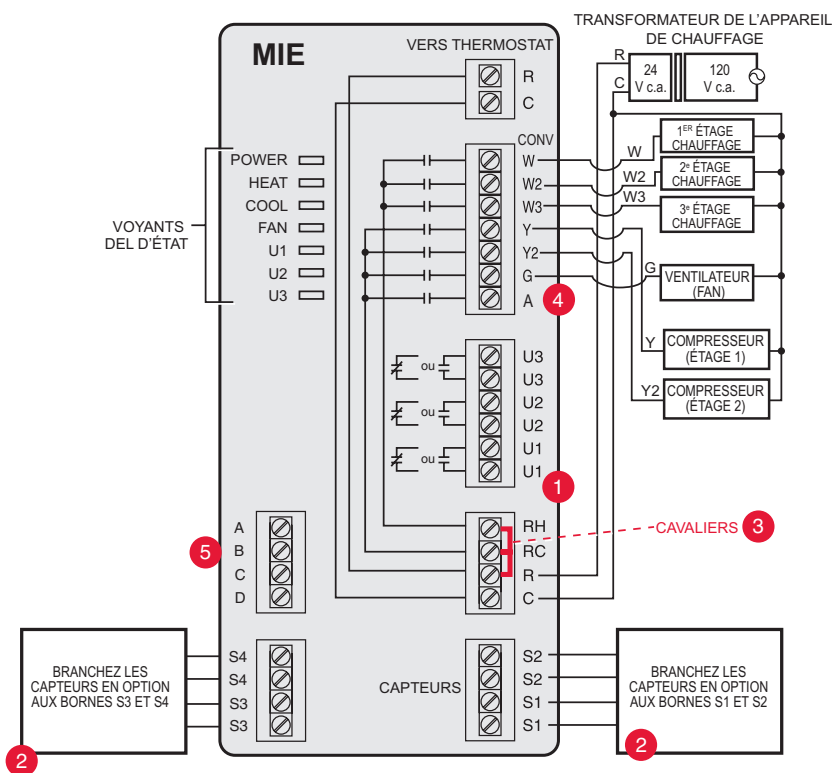 TRANSFORMATEUR DE L'APPAREIL
DE CHAUFFAGE
MIE
VERS THERMOSTAT
R
C
R
C
24
V c.a.
120
V c.a.
CONV
POWER
HEAT
COOL
FAN
U1
U2
U3
VOYANTS
DEL D'ÉTAT
W
W2
W3
Y
Y2
G
A
4
W
W2
W3
1ER ÉTAGE
CHAUFFAGE
2e ÉTAGE
CHAUFFAGE
3e ÉTAGE
CHAUFFAGE
G
VENTILATEUR
(FAN)
Y
COMPRESSEUR
(ÉTAGE 1)
Y2
COMPRESSEUR
(ÉTAGE 2)
ou
ou
ou
U3
U3
U2
U2
U1
U1
1
RH
RC
R
C
CAVALIERS
3
5
A
B
C
D
BRANCHEZ LES
CAPTEURS EN OPTION
AUX BORNES S3 ET S4
2
S4
S4
S3
S3
CAPTEURS
S2
S2
S1
S1
BRANCHEZ LES
CAPTEURS EN OPTION
AUX BORNES S1 ET S2
2